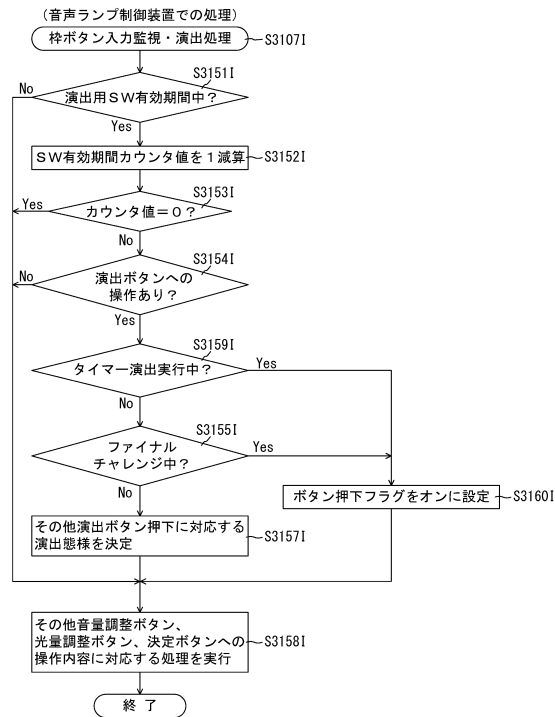 (音声ランプ制御装置での処理)
枠ボタン入力監視・演出処理
S3107I
S3151I
演出用SW有効期間中?
No
Yes
SW有効期間カウンタ値を1減算
S3152I
S3153I
カウンタ値=0?
Yes
No
S3154I
演出ボタンへの
操作あり?
No
Yes
S3159I
タイマー演出実行中?
Yes
No
S3155I
ファイナル
チャレンジ中?
Yes
No
ボタン押下フラグをオンに設定
S3160I
その他演出ボタン押下に対応する
演出態様を決定
S3157I
その他音量調整ボタン、
光量調整ボタン、決定ボタンへの
操作内容に対応する処理を実行
S3158I
終 了